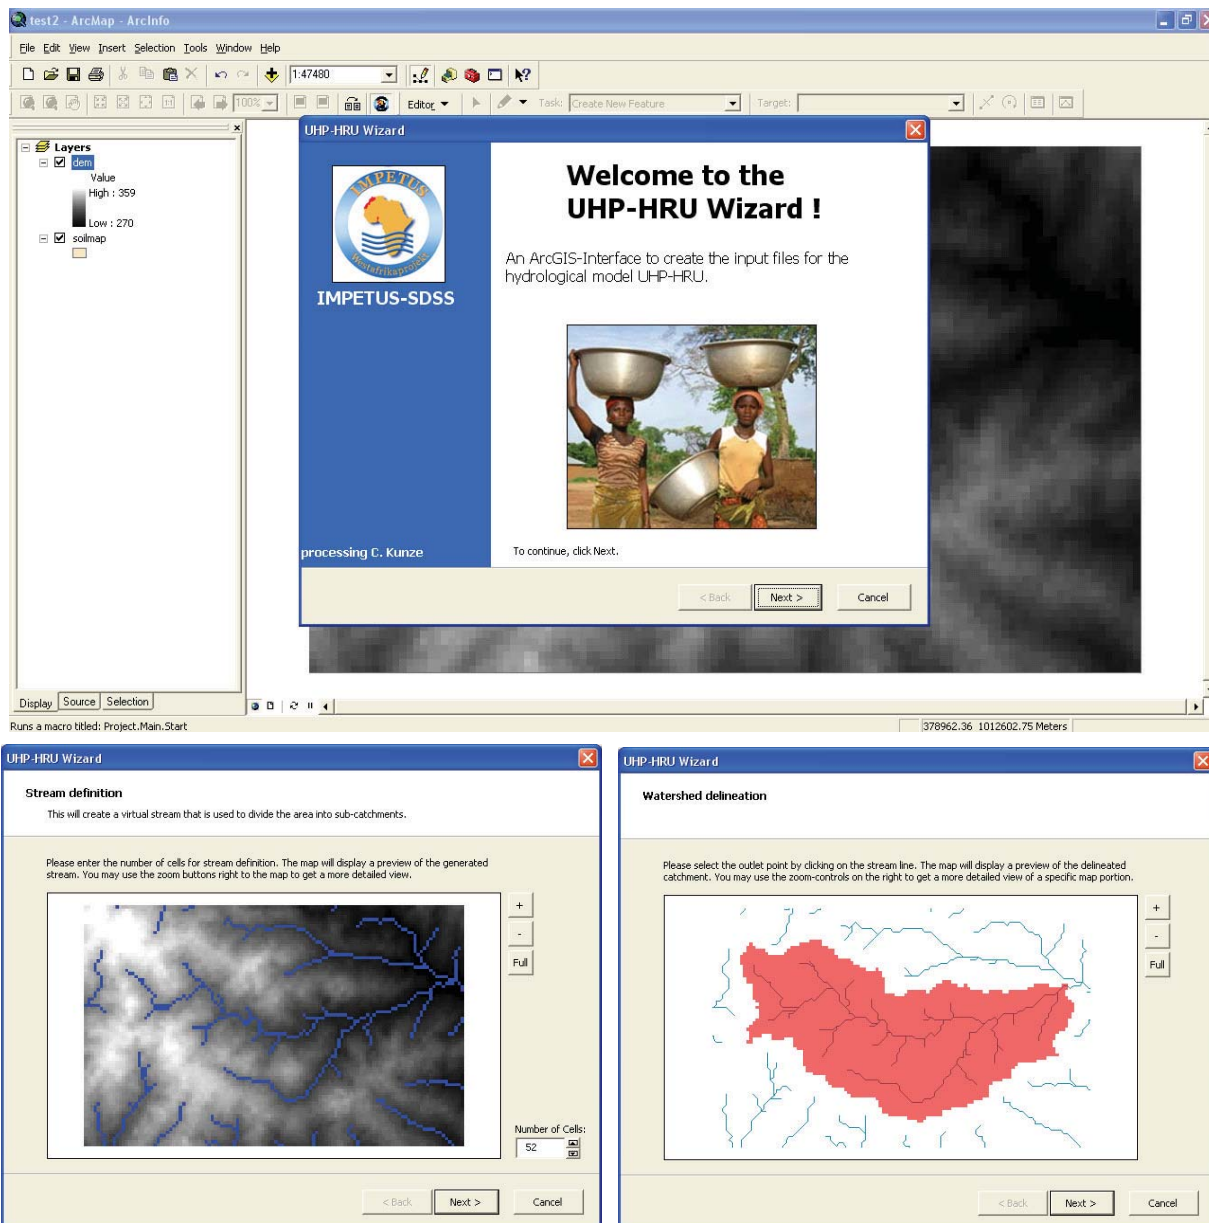 test2 - ArcMap - ArcInfo
File Edit View Insert Selection Tools Window Help
1:47480
100% Editor Task: Create New Feature Target:
Layers
dem
Value
High : 359
Low : 270
soilmap
UHP-HRU Wizard
IMPETUS
Westafrikaprojekt
IMPETUS-SDSS
processing C. Kunze
Welcome to the
UHP-HRU Wizard !
An ArcGIS-Interface to create the input files for the
hydrological model UHP-HRU.
To continue, click Next.
< Back Next > Cancel
Display Source Selection
Runs a macro titled: Project.Main.Start
378962.36 1012602.75 Meters
UHP-HRU Wizard
Stream definition
This will create a virtual stream that is used to divide the area into sub-catchments.
Please enter the number of cells for stream definition. The map will display a preview of the generated
stream. You may use the zoom buttons right to the map to get a more detailed view.
+
-
Full
Number of Cells:
52
< Back Next > Cancel
UHP-HRU Wizard
Watershed delineation
Please select the outlet point by clicking on the stream line. The map will display a preview of the delineated
catchment. You may use the zoom-controls on the right to get a more detailed view of a specific map portion.
+
-
Full
< Back Next > Cancel